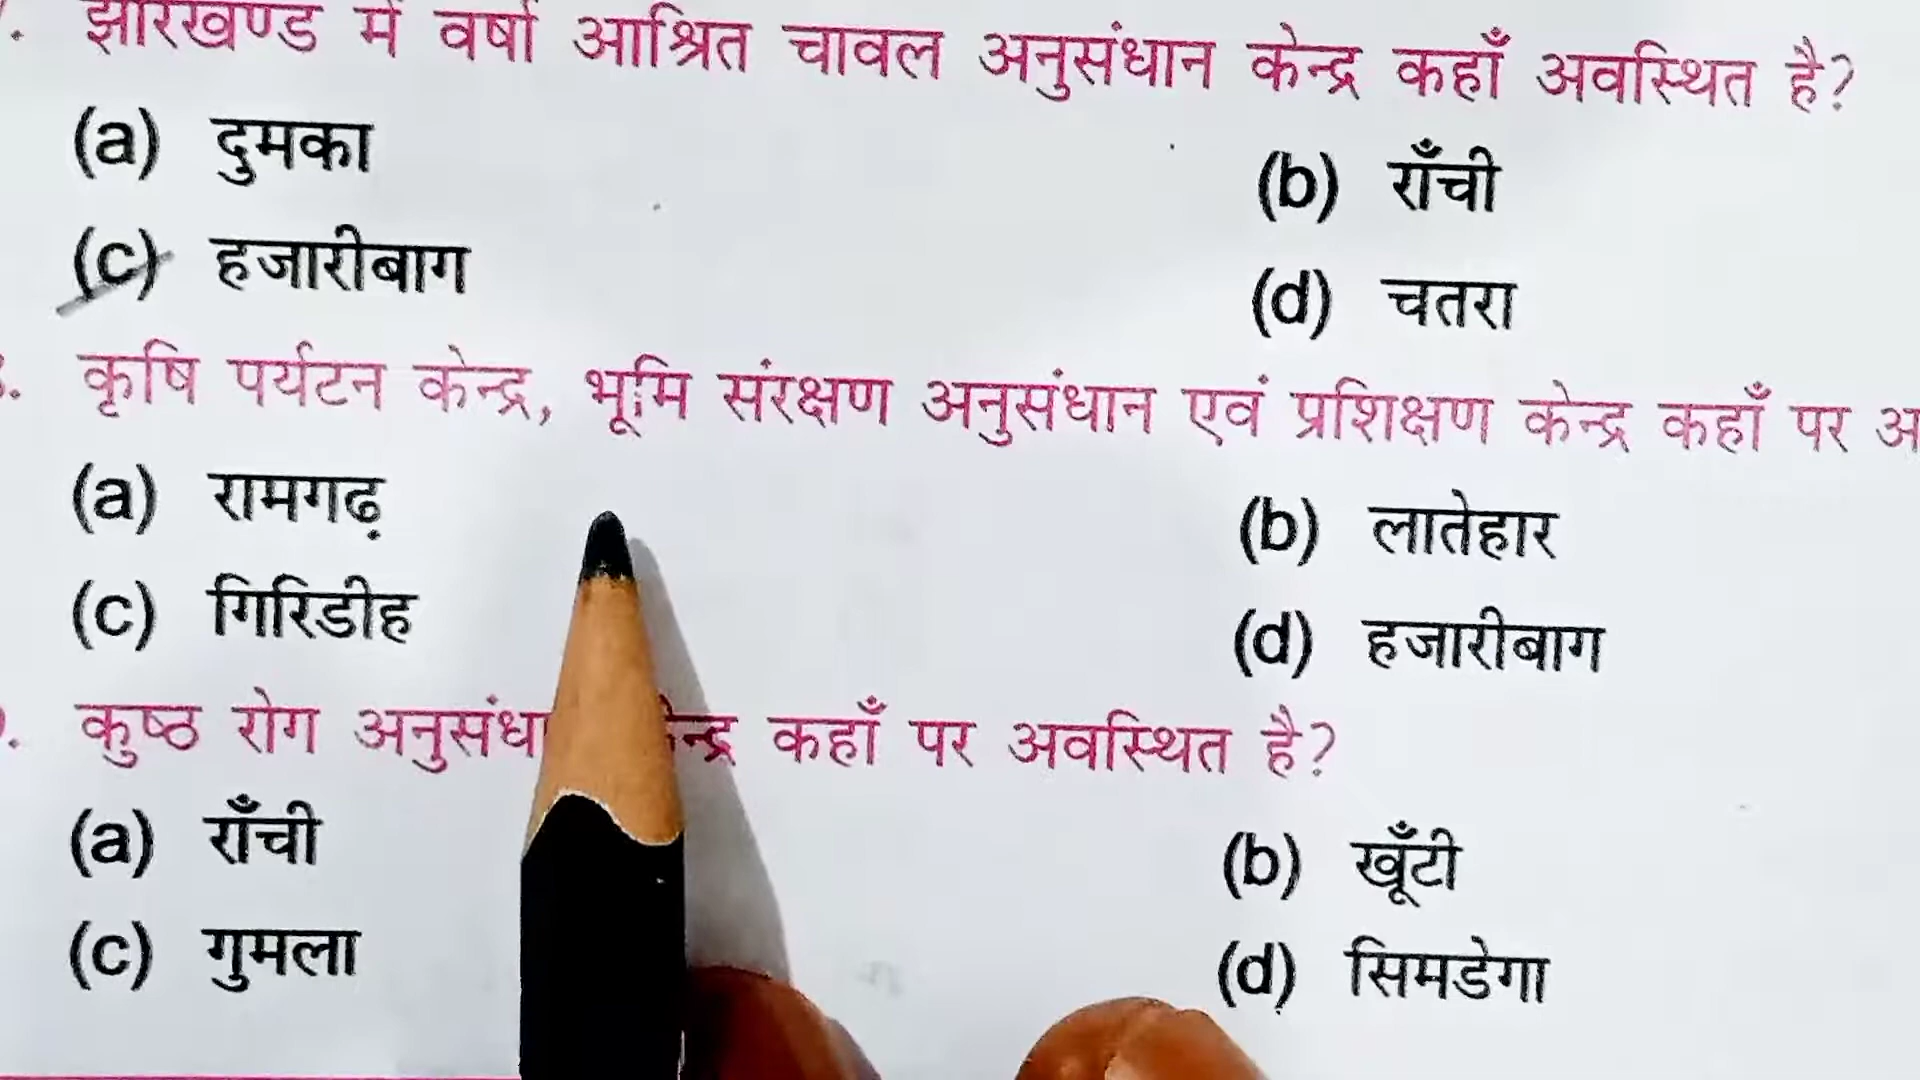 . झारखण्ड में वर्षा आश्रित चावल अनुसंधान केन्द्र कहाँ अवस्थित है?
(a) दुमका (b) राँची
(c) हजारीबाग (d) चतरा
. कृषि पर्यटन केन्द्र, भूमि संरक्षण अनुसंधान एवं प्रशिक्षण केन्द्र कहाँ पर अ
(a) रामगढ़ (b) लातेहार
(c) गिरिडीह (d) हजारीबाग
. कुष्ठ रोग अनुसंधा न्द्र कहाँ पर अवस्थित है?
(a) राँची (b) खूँटी
(c) गुमला (d) सिमडेगा